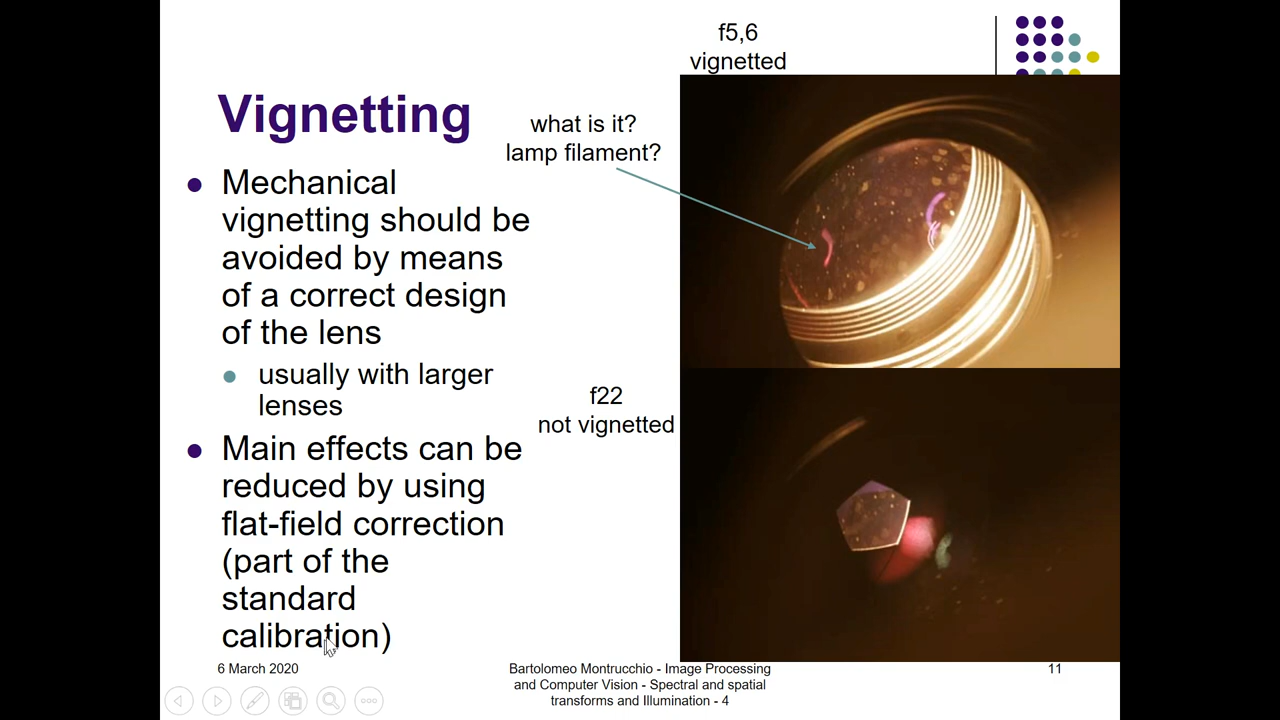 f5,6
vignetted
Vignetting
what is it?
lamp filament?
Mechanical
vignetting should be
avoided by means
of a correct design
of the lens
usually with larger
lenses
f22
not vignetted
Main effects can be
reduced by using
flat-field correction
(part of the
standard
calibration)
6 March 2020
Bartolomeo Montrucchio - Image Processing
and Computer Vision - Spectral and spatial
transforms and Illumination - 4
11